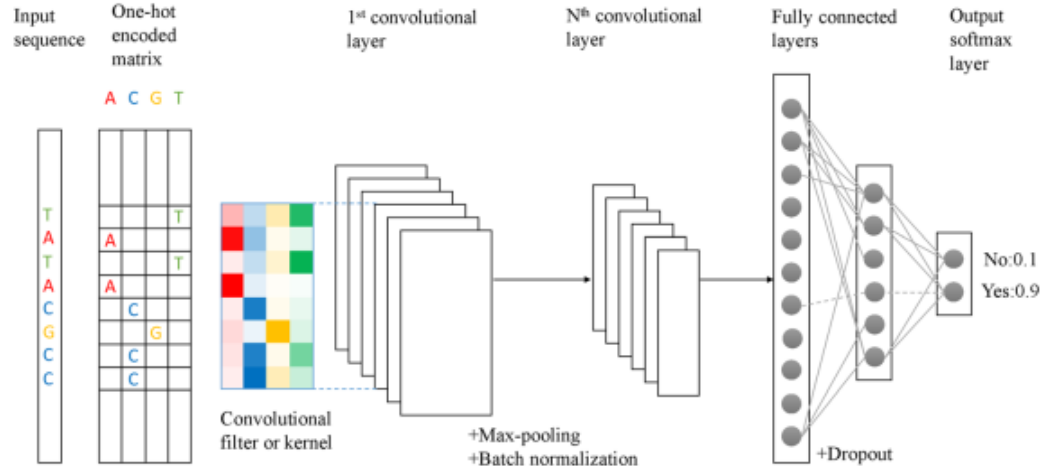 Input
sequence
One-hot
encoded
matrix
1st convolutional
layer
Nth convolutional
layer
Fully connected
layers
Output
softmax
layer
A C G T
T
A
T
A
C
G
C
C
T
A
T
A
C
G
C
C
No:0.1
Yes:0.9
Convolutional
filter or kernel
+Max-pooling
+Batch normalization
+Dropout